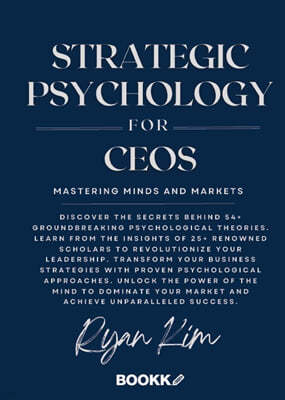 STRATEGIC
PSYCHOLOGY
FOR
CEOS
MASTERING MINDS AND MARKETS
DISCOVER THE SECRETS BEHIND 54+
GROUNDBREAKING PSYCHOLOGICAL THEORIES.
LEARN FROM THE INSIGHTS OF 25+ RENOWNED
SCHOLARS TO REVOLUTIONIZE YOUR
LEADERSHIP. TRANSFORM YOUR BUSINESS
STRATEGIES WITH PROVEN PSYCHOLOGICAL
APPROACHES. UNLOCK THE POWER OF THE
MIND TO DOMINATE YOUR MARKET AND
ACHIEVE UNPARALLELED SUCCESS.
Ryan Kim
BOOKK